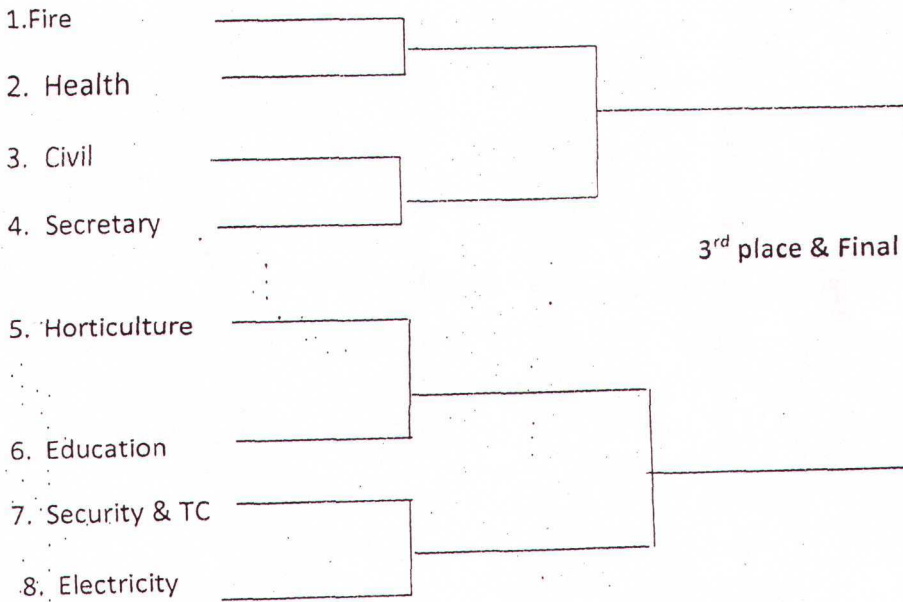 1.Fire
2. Health
3. Civil
4. Secretary
3rd place & Final
5. Horticulture
6. Education
7. Security & TC
8. Electricity